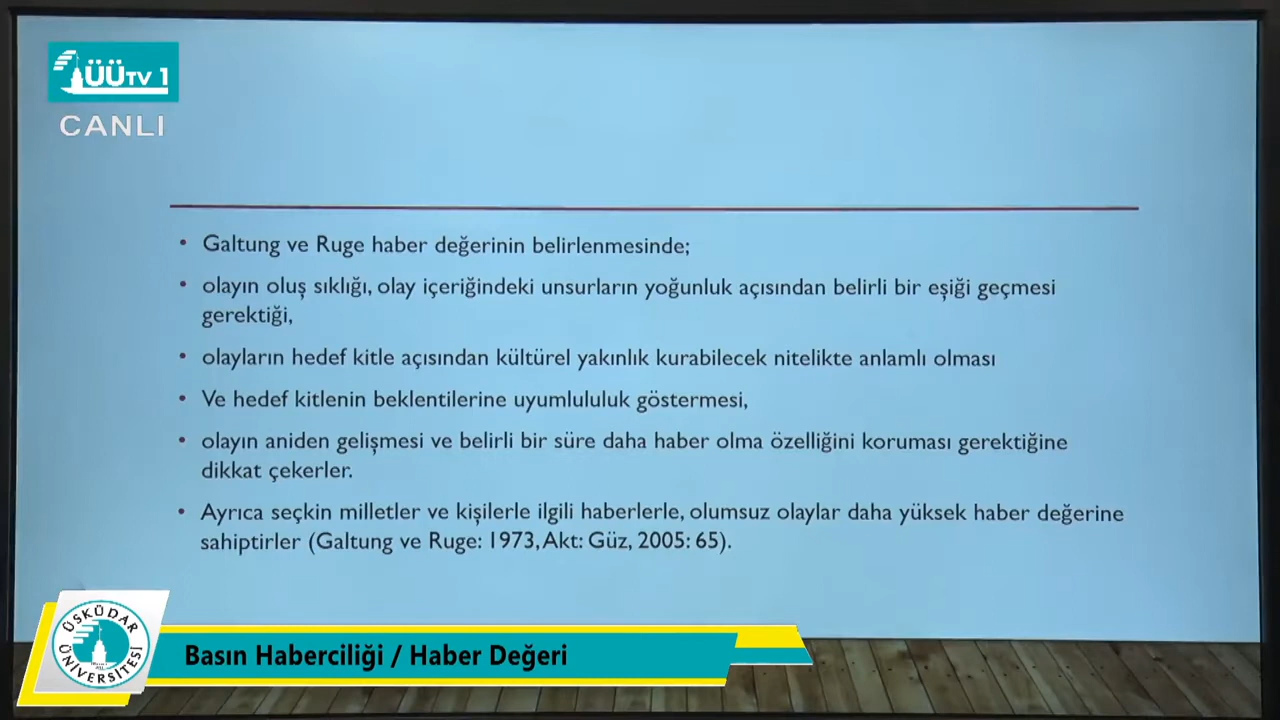 ÜÜTV 1
CANLI
• Galtung ve Ruge haber değerinin belirlenmesinde;
• olayın oluş sıklığı, olay içeriğindeki unsurların yoğunluk açısından belirli bir eşiği geçmesi
gerektiği,
• olayların hedef kitle açısından kültürel yakınlık kurabilecek nitelikte anlamlı olması
• Ve hedef kitlenin beklentilerine uyumlululuk göstermesi,
• olayın aniden gelişmesi ve belirli bir süre daha haber olma özelliğini koruması gerektiğine
dikkat çekerler.
• Ayrıca seçkin milletler ve kişilerle ilgili haberlerle, olumsuz olaylar daha yüksek haber değerine
sahiptirler (Galtung ve Ruge: 1973, Akt: Güz, 2005: 65).
ÜSKÜDAR
ÜNİVERSİTESİ
Basın Haberciliği / Haber Değeri